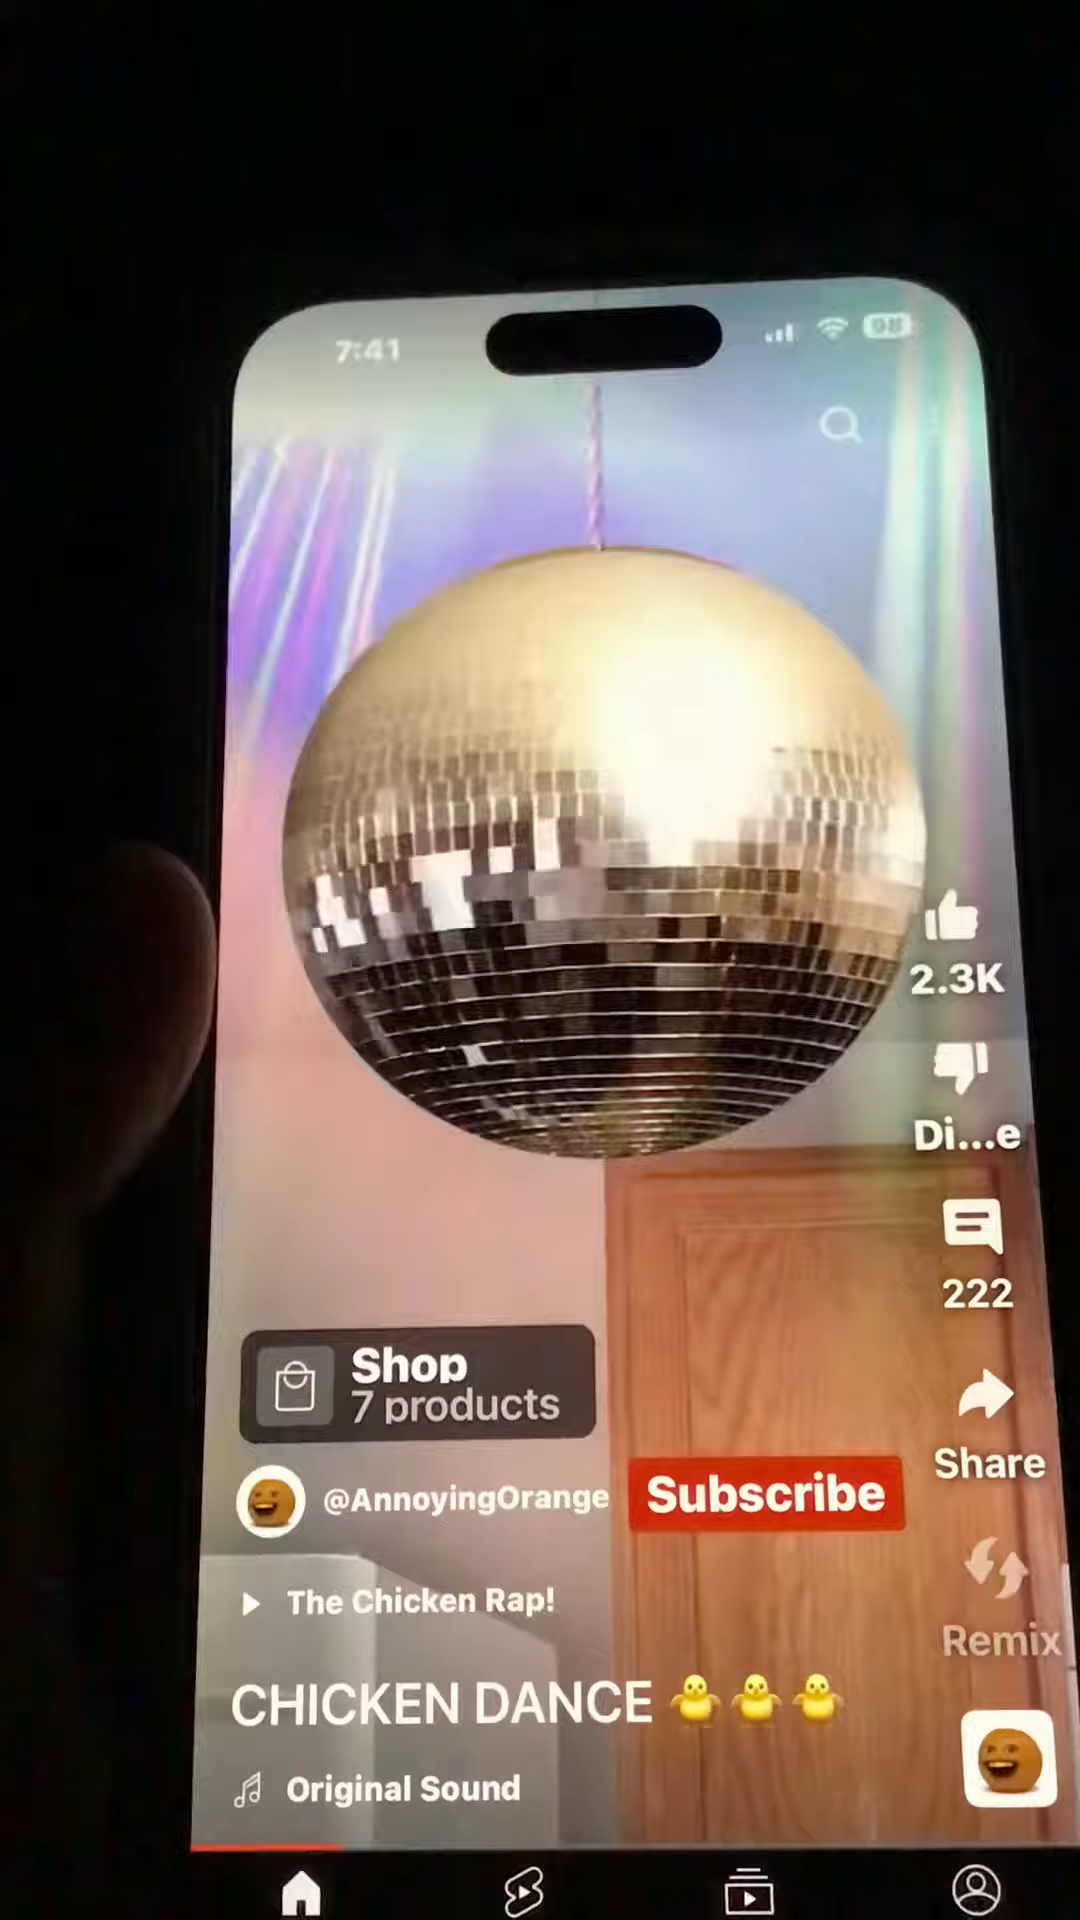 7:41
98
2.3K
Di...e
222
Shop
7 products
Share
@AnnoyingOrange
Subscribe
The Chicken Rap!
Remix
CHICKEN DANCE 🐥🐥🐥
Original Sound